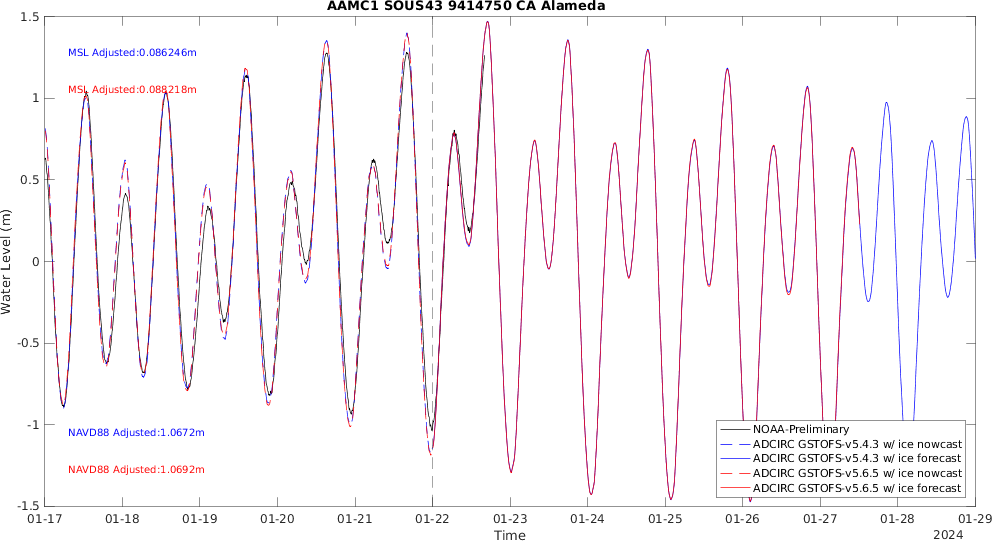 AAMC1 SOUS43 9414750 CA Alameda
1.5
1
0.5
0
-0.5
-1
-1.5
Water Level (m)
MSL Adjusted:0.086246m
MSL Adjusted:0.088218m
NAVD88 Adjusted:1.0672m
NAVD88 Adjusted:1.0692m
NOAA-Preliminary
ADCIRC GSTOFS-v5.4.3 w/ ice nowcast
ADCIRC GSTOFS-v5.4.3 w/ ice forecast
ADCIRC GSTOFS-v5.6.5 w/ ice nowcast
ADCIRC GSTOFS-v5.6.5 w/ ice forecast
01-17 01-18 01-19 01-20 01-21 01-22 01-23 01-24 01-25 01-26 01-27 01-28 01-29
Time
2024